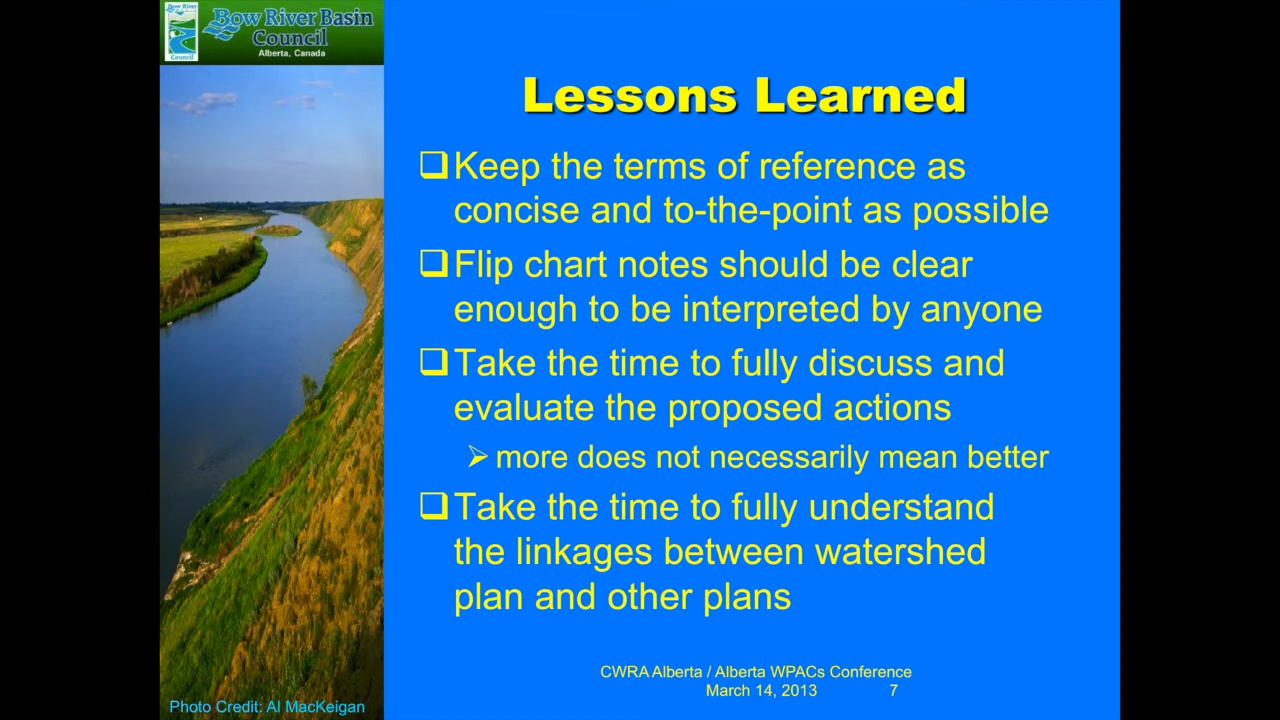 Bow River Basin
Council
Alberta, Canada
Bow River
Council
Lessons Learned
Keep the terms of reference as
concise and to-the-point as possible
Flip chart notes should be clear
enough to be interpreted by anyone
Take the time to fully discuss and
evaluate the proposed actions
more does not necessarily mean better
Take the time to fully understand
the linkages between watershed
plan and other plans
CWRA Alberta / Alberta WPACs Conference
March 14, 2013 7
Photo Credit: Al MacKeigan